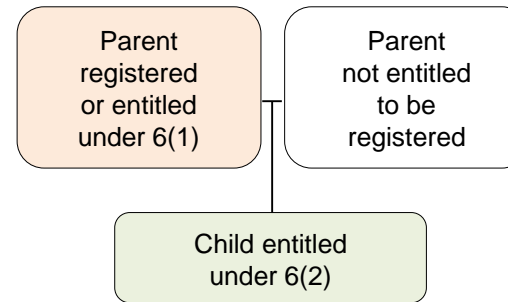 Parent
registered
or entitled
under 6(1)
Parent
not entitled
to be
registered
Child entitled
under 6(2)